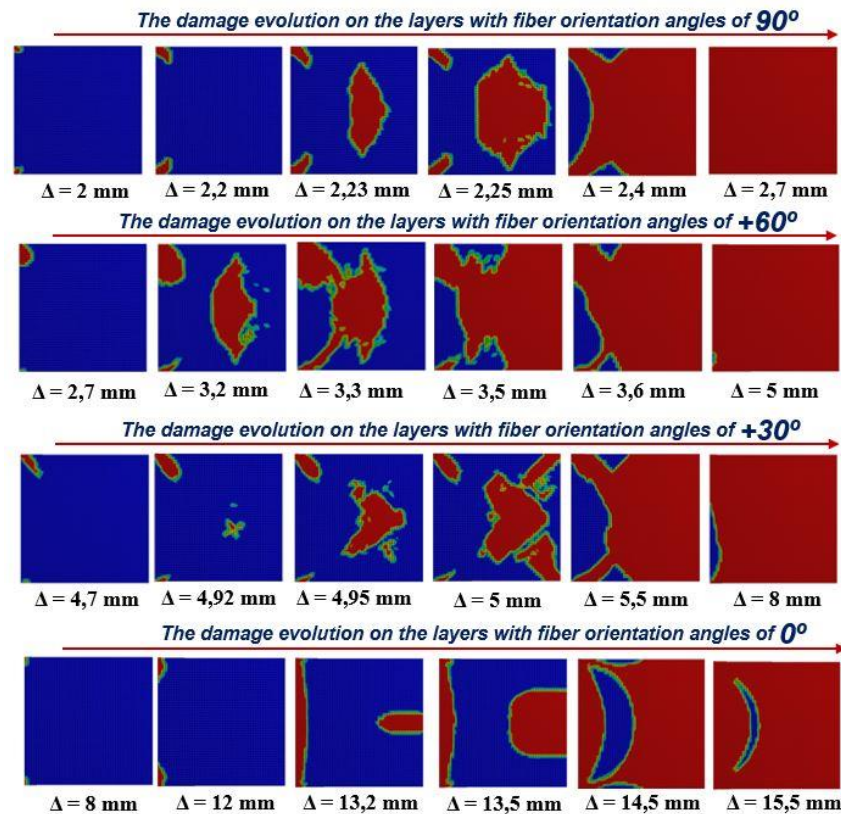 The damage evolution on the layers with fiber orientation angles of 90º
Δ = 2 mm Δ = 2,2 mm Δ = 2,23 mm Δ = 2,25 mm Δ = 2,4 mm Δ = 2,7 mm
The damage evolution on the layers with fiber orientation angles of +60º
Δ = 2,7 mm Δ = 3,2 mm Δ = 3,3 mm Δ = 3,5 mm Δ = 3,6 mm Δ = 5 mm
The damage evolution on the layers with fiber orientation angles of +30º
Δ = 4,7 mm Δ = 4,92 mm Δ = 4,95 mm Δ = 5 mm Δ = 5,5 mm Δ = 8 mm
The damage evolution on the layers with fiber orientation angles of 0º
Δ = 8 mm Δ = 12 mm Δ = 13,2 mm Δ = 13,5 mm Δ = 14,5 mm Δ = 15,5 mm